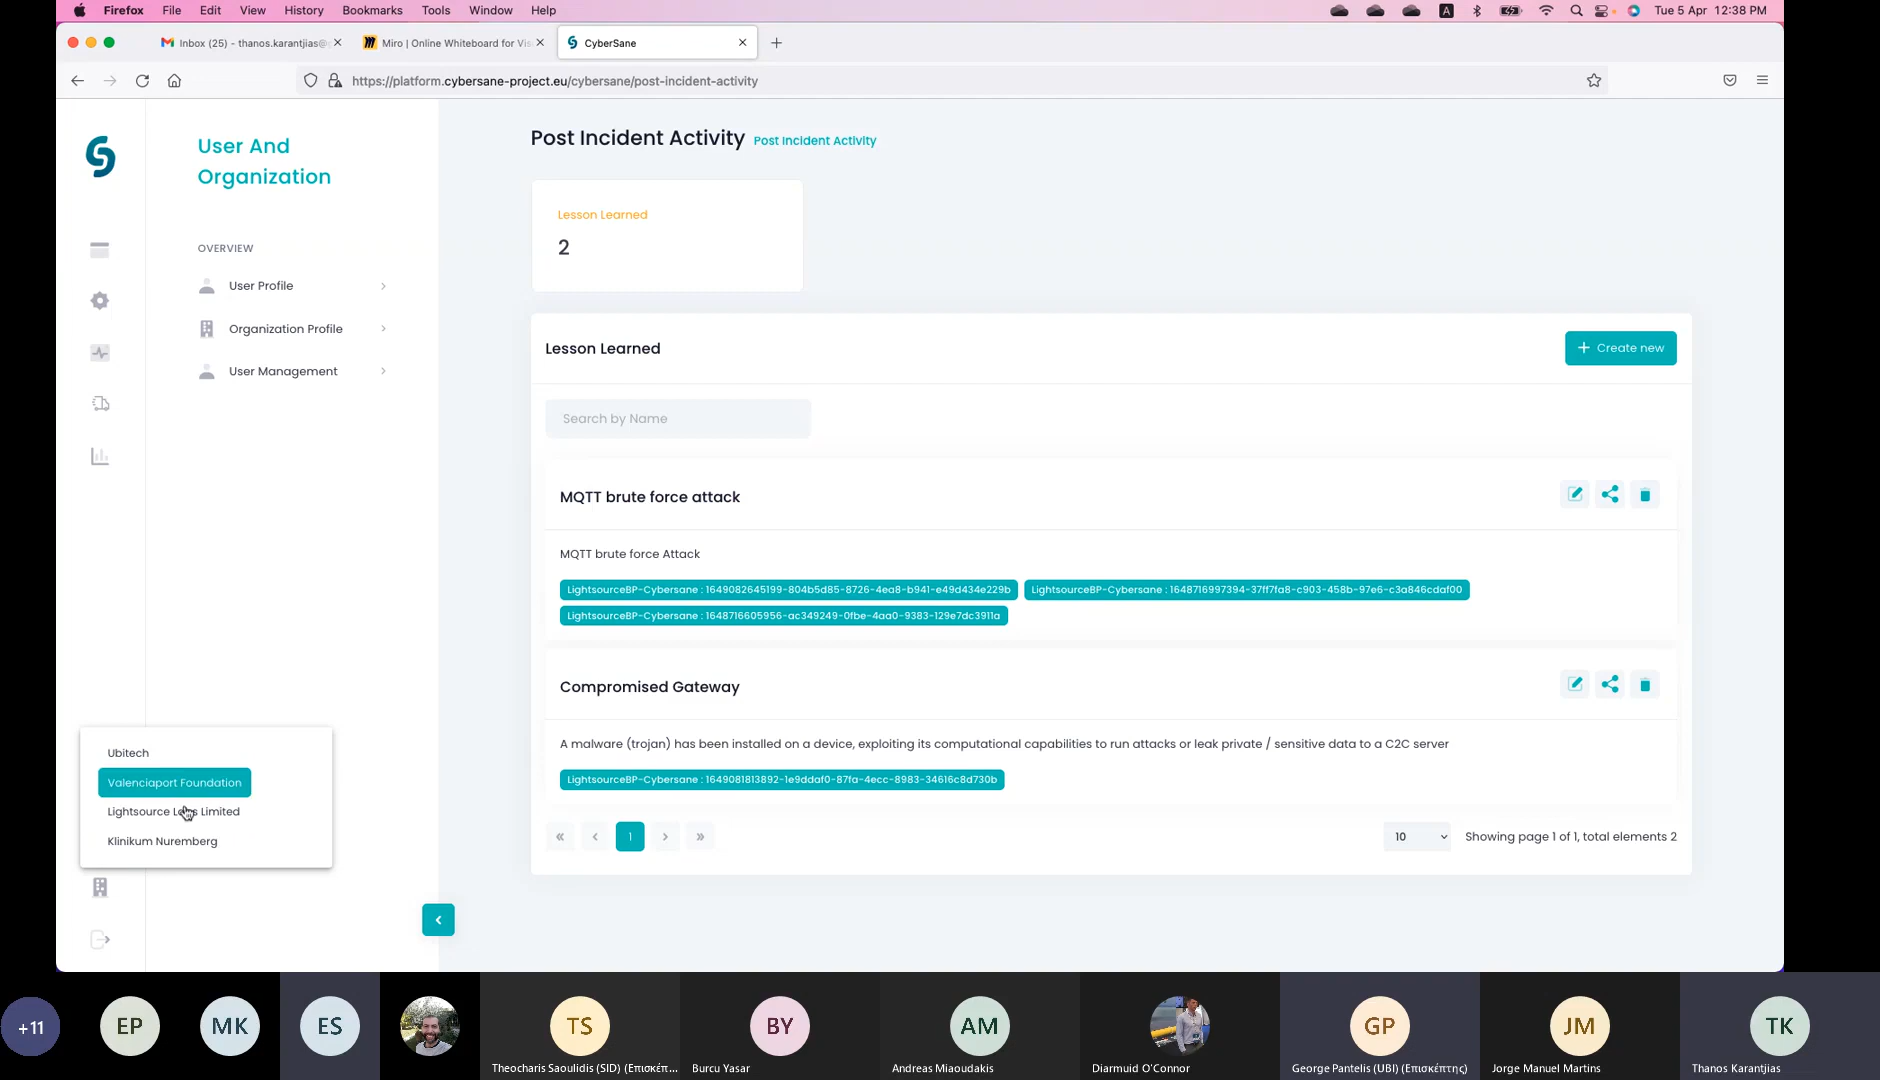 Firefox File Edit View History Bookmarks Tools Window Help
A
Tue 5 Apr 12:38 PM
Inbox (25) - thanos.karantjias@
Miro | Online Whiteboard for Vis
CyberSane
https://platform.cybersane-project.eu/cybersane/post-incident-activity
User And
Organization
OVERVIEW
User Profile
Organization Profile
User Management
Ubitech
Valenciaport Foundation
Lightsource Limited
Klinikum Nuremberg
Post Incident Activity Post Incident Activity
Lesson Learned
2
Lesson Learned
+ Create new
Search by Name
MQTT brute force attack
MQTT brute force Attack
LightsourceBP-Cybersane : 1649082645199-804b5d85-8726-4ea8-b941-e49d434e229b
LightsourceBP-Cybersane : 1648716997394-37ff7fa8-c903-458b-97e6-c3a846cdaf00
LightsourceBP-Cybersane : 1648716605956-ac349249-0fbe-4aa0-9383-129e7dc3911a
Compromised Gateway
A malware (trojan) has been installed on a device, exploiting its computational capabilities to run attacks or leak private / sensitive data to a C2C server
LightsourceBP-Cybersane : 1649081813892-1e9ddaf0-87fa-4ecc-8983-34616c8d730b
« ‹ 1 › »
10
Showing page 1 of 1, total elements 2
+11
EP
MK
ES
TS
BY
AM
GP
JM
TK
Theocharis Saoulidis (SID) (Επισκέπ...
Burcu Yasar
Andreas Miaoudakis
Diarmuid O'Connor
George Pantelis (UBI) (Επισκέπτης)
Jorge Manuel Martins
Thanos Karantjias